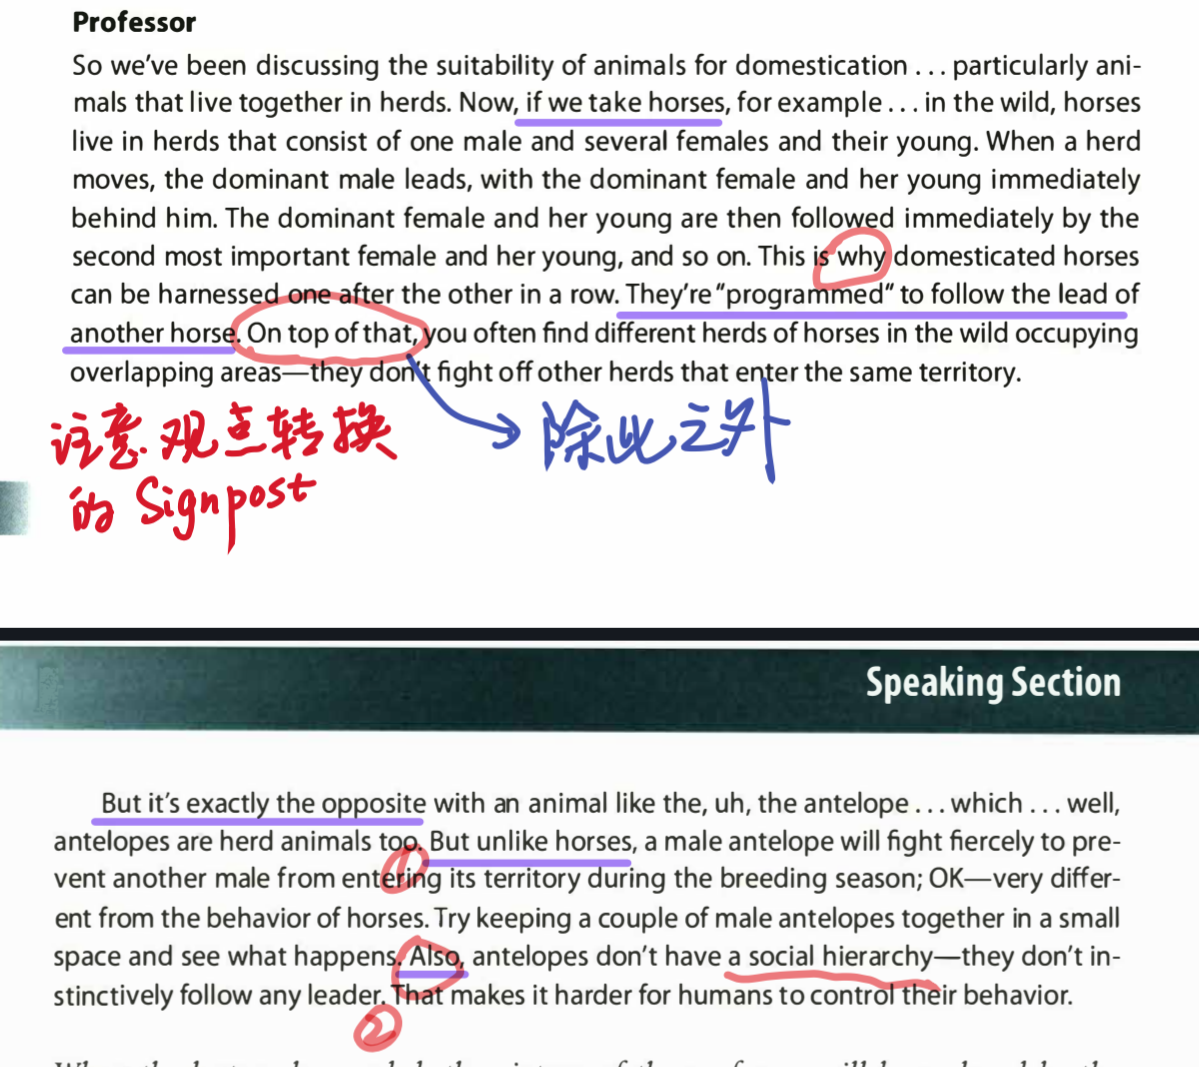 Professor
So we've been discussing the suitability of animals for domestication . . . particularly ani-
mals that live together in herds. Now, if we take horses, for example . . . in the wild, horses
live in herds that consist of one male and several females and their young. When a herd
moves, the dominant male leads, with the dominant female and her young immediately
behind him. The dominant female and her young are then followed immediately by the
second most important female and her young, and so on. This is why domesticated horses
can be harnessed one after the other in a row. They're "programmed" to follow the lead of
another horse. On top of that, you often find different herds of horses in the wild occupying
overlapping areas—they don't fight off other herds that enter the same territory.
注意观点转换
的 Signpost
除此之外
Speaking Section
But it's exactly the opposite with an animal like the, uh, the antelope . . . which . . . well,
antelopes are herd animals too. But unlike horses, a male antelope will fight fiercely to pre-
vent another male from entering its territory during the breeding season; OK—very differ-
ent from the behavior of horses. Try keeping a couple of male antelopes together in a small
space and see what happens. Also, antelopes don't have a social hierarchy—they don't in-
stinctively follow any leader. That makes it harder for humans to control their behavior.
①
②